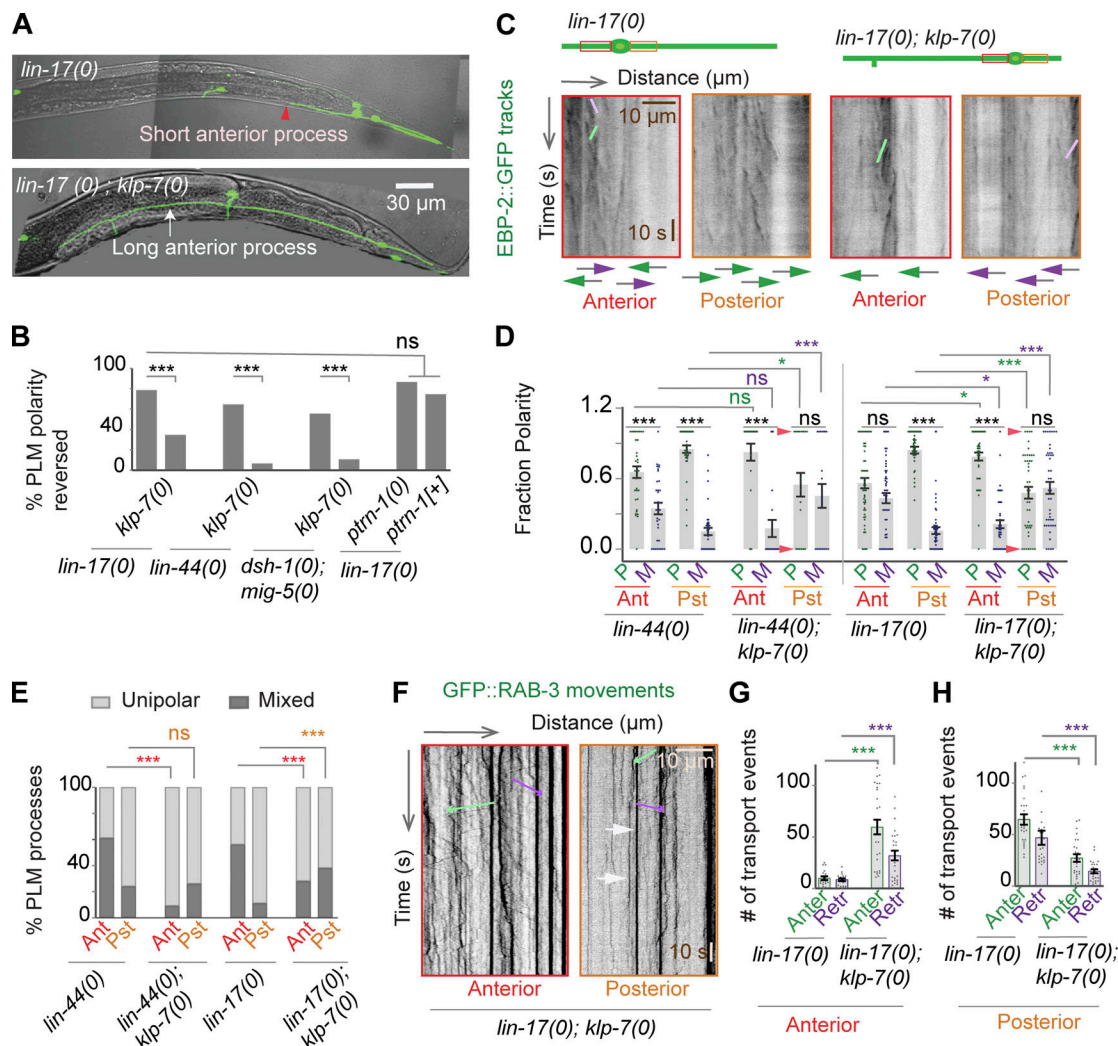 A
lin-17(0)
Short anterior process
lin-17 (0) ; klp-7(0)
30 µm
Long anterior process
B
% PLM polarity
reversed
100
40
0
***
***
***
ns
klp-7(0)
klp-7(0)
klp-7(0)
ptrn-1(0)
ptrn-1[+]
lin-17(0)
lin-44(0)
dsh-1(0);
mig-5(0)
lin-17(0)
C
lin-17(0)
lin-17(0); klp-7(0)
Distance (µm)
EBP-2::GFP tracks
Time (s)
10 µm
10 s
Anterior
Posterior
Anterior
Posterior
D
Fraction Polarity
1.2
0.6
0.0
***
*
ns
ns
***
***
***
ns
***
***
*
*
ns
***
***
ns
P
M
P
M
P
M
P
M
P
M
P
M
P
M
P
M
Ant
Pst
Ant
Pst
Ant
Pst
Ant
Pst
lin-44(0)
lin-44(0);
klp-7(0)
lin-17(0)
lin-17(0);
klp-7(0)
E
Unipolar
Mixed
% PLM processes
100
40
0
ns
***
***
***
Ant
Pst
Ant
Pst
Ant
Pst
Ant
Pst
lin-44(0)
lin-44(0);
klp-7(0)
lin-17(0)
lin-17(0);
klp-7(0)
F
GFP::RAB-3 movements
Distance (µm)
Time (s)
10 µm
10 s
Anterior
Posterior
lin-17(0); klp-7(0)
G
# of transport events
100
50
0
***
***
Anter
Retr
Anter
Retr
lin-17(0)
lin-17(0);
klp-7(0)
Anterior
H
# of transport events
100
50
0
***
***
Anter
Retr
Anter
Retr
lin-17(0)
lin-17(0);
klp-7(0)
Posterior